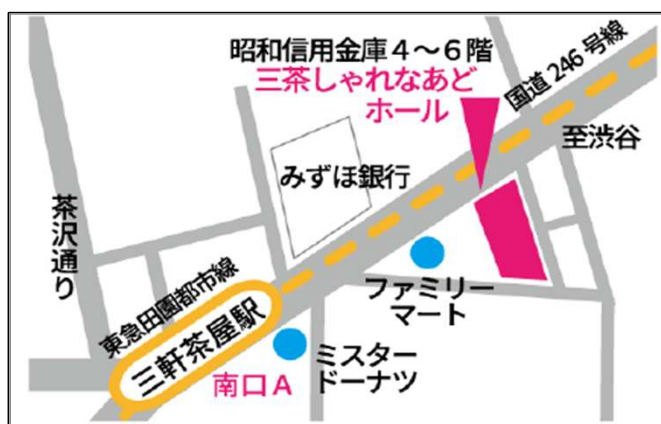 昭和信用金庫4～6階
三茶しゃれなあど
ホール
国道246号線
至渋谷
みずほ銀行
茶沢通り
東急田園都市線
三軒茶屋駅
ファミリー
マート
ミスター
ドーナツ
南口A